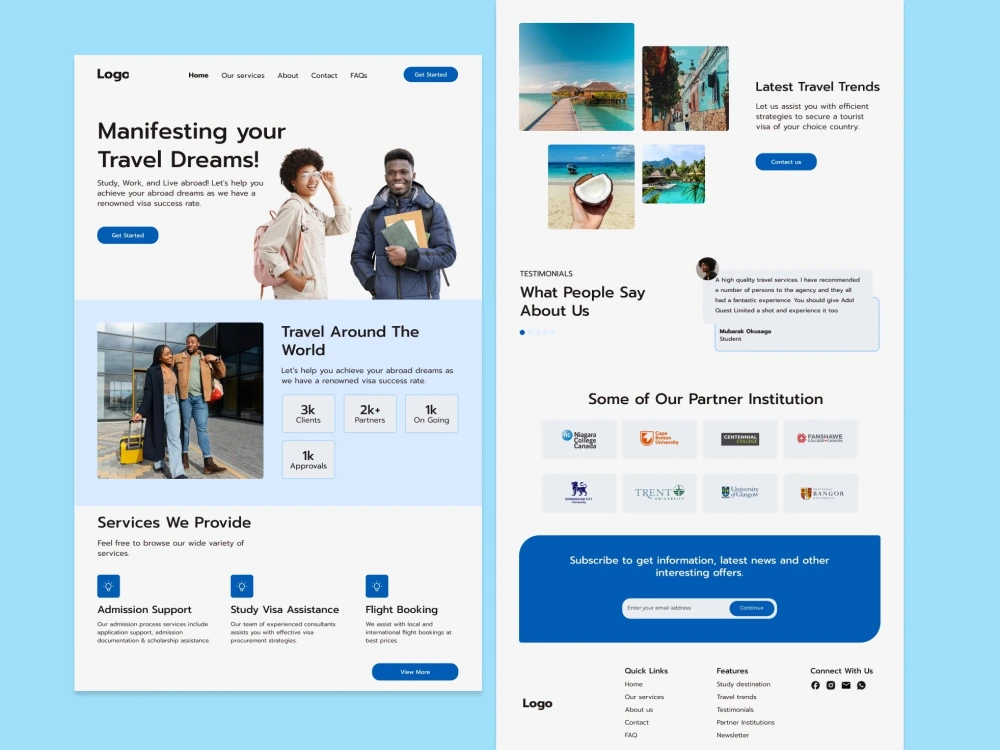 Logo
Home
Our services
About
Contact
FAQs
Get Started
Manifesting your
Travel Dreams!
Study, Work, and Live abroad! Let's help you
achieve your abroad dreams as we have a
renowned visa success rate.
Get Started
Travel Around The
World
Let's help you achieve your abroad dreams as
we have a renowned visa success rate.
3k
Clients
2k+
Partners
1k
On Going
1k
Approvals
Services We Provide
Feel free to browse our wide variety of
services.
Admission Support
Our admission process services include
application support, admission
documentation & scholarship assistance.
Study Visa Assistance
Our team of experienced consultants
assists you with effective visa
procurement strategies.
Flight Booking
We assist with local and
international flight bookings at
best prices.
View More
Latest Travel Trends
Let us assist you with efficient
strategies to secure a tourist
visa of your choice country.
Contact us
TESTIMONIALS
What People Say
About Us
A high quality travel services. I have recommended
a number of persons to the agency and they all
had a fantastic experience. You should give Adol
Quest Limited a shot and experience it too.
Mubarak Okusaga
Student
Some of Our Partner Institution
nc
Niagara
College
Canada
Cape
Breton
University
CENTENNIAL
COLLEGE
FANSHAWE
COLLEGE CANADA
BIRMINGHAM CITY
University
TRENT
UNIVERSITY
University
of Glasgow
BANGOR
UNIVERSITY
Subscribe to get information, latest news and other
interesting offers.
Enter your email address
Continue
Logo
Quick Links
Home
Our services
About us
Contact
FAQ
Features
Study destination
Travel trends
Testimonials
Partner Institutions
Newsletter
Connect With Us